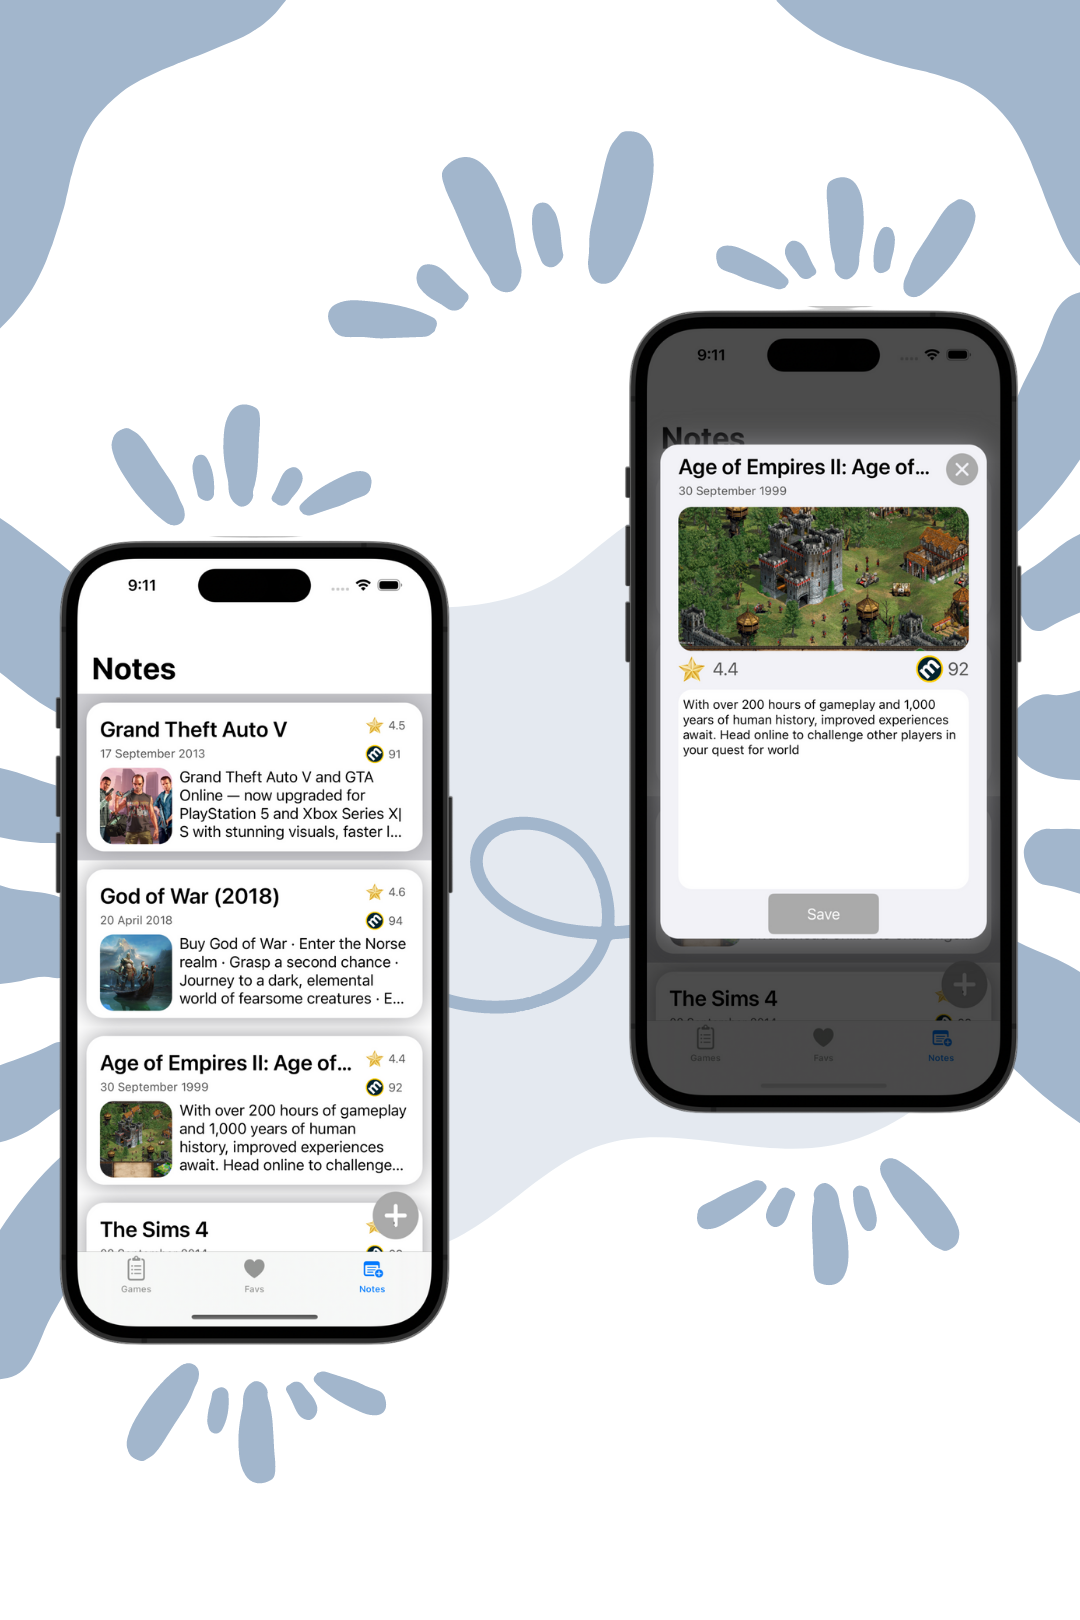 9:11
Notes
Grand Theft Auto V
4.5
17 September 2013
91
Grand Theft Auto V and GTA
Online — now upgraded for
PlayStation 5 and Xbox Series X|
S with stunning visuals, faster l...
God of War (2018)
4.6
20 April 2018
94
Buy God of War · Enter the Norse
realm · Grasp a second chance ·
Journey to a dark, elemental
world of fearsome creatures · E...
Age of Empires II: Age of...
4.4
30 September 1999
92
With over 200 hours of gameplay
and 1,000 years of human
history, improved experiences
await. Head online to challenge...
The Sims 4
Games
Favs
Notes
9:11
Notes
Age of Empires II: Age of...
30 September 1999
4.4
92
With over 200 hours of gameplay and 1,000
years of human history, improved experiences
await. Head online to challenge other players in
your quest for world
Save
The Sims 4
Games
Favs
Notes